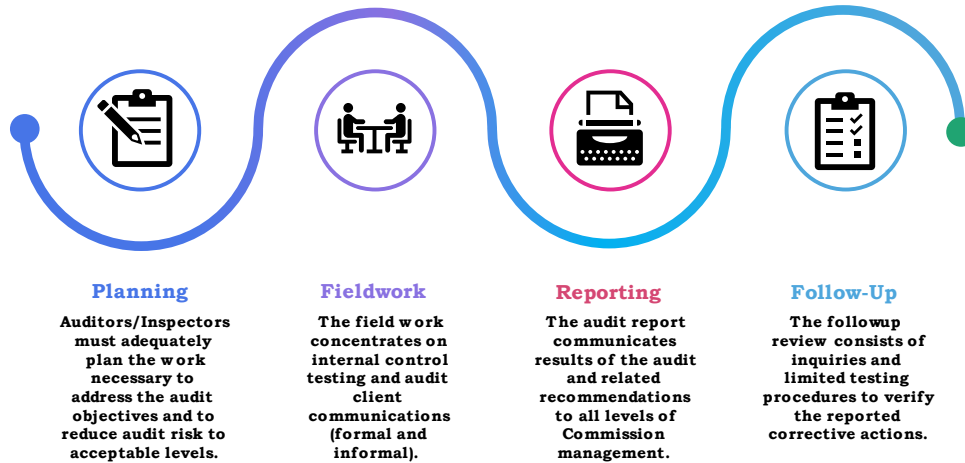 Planning
Auditors/Inspectors
must adequately
plan the work
necessary to
address the audit
objectives and to
reduce audit risk to
acceptable levels.
Fieldwork
The field work
concentrates on
internal control
testing and audit
client
communications
(formal and
informal).
Reporting
The audit report
communicates
results of the audit
and related
recommendations
to all levels of
Commission
management.
Follow-Up
The followup
review consists of
inquiries and
limited testing
procedures to verify
the reported
corrective actions.